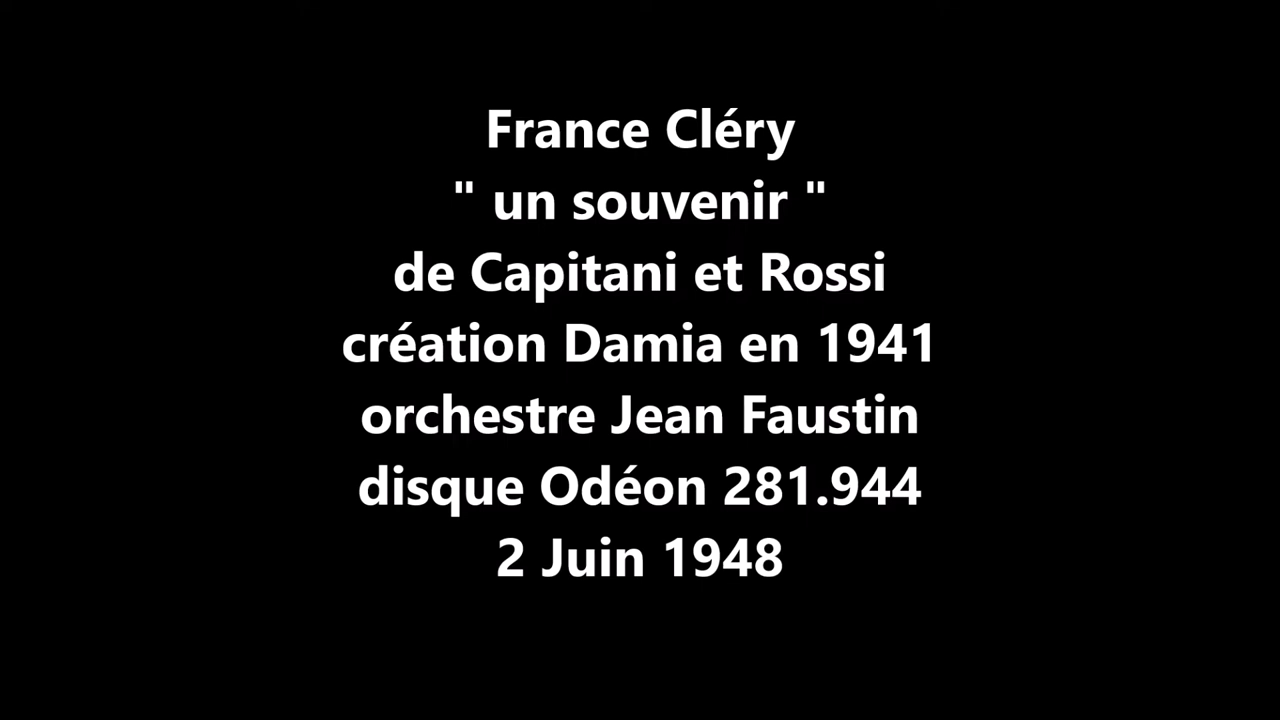 France Cléry
" un souvenir "
de Capitani et Rossi
création Damia en 1941
orchestre Jean Faustin
disque Odéon 281.944
2 Juin 1948